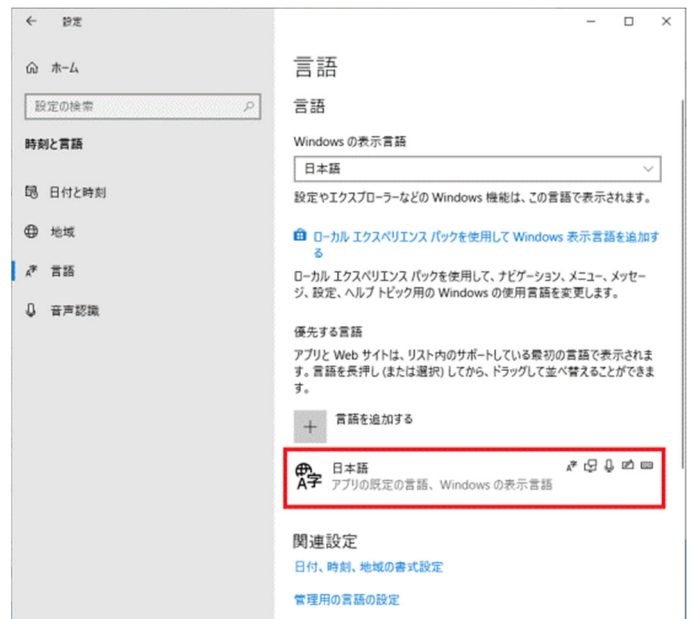 設定
ホーム
設定の検索
時刻と言語
日付と時刻
地域
言語
音声認識
言語
言語
Windows の表示言語
日本語
設定やエクスプローラーなどの Windows 機能は、この言語で表示されます。
ローカル エクスペリエンス パックを使用して Windows 表示言語を追加す
る
ローカル エクスペリエンス パックを使用して、ナビゲーション、メニュー、メッセー
ジ、設定、ヘルプ トピック用の Windows の使用言語を変更します。
優先する言語
アプリと Web サイトは、リスト内のサポートしている最初の言語で表示されま
す。言語を長押し (または選択) してから、ドラッグして並べ替えることができま
す。
言語を追加する
日本語
アプリの既定の言語、Windows の表示言語
関連設定
日付、時刻、地域の書式設定
管理用の言語の設定